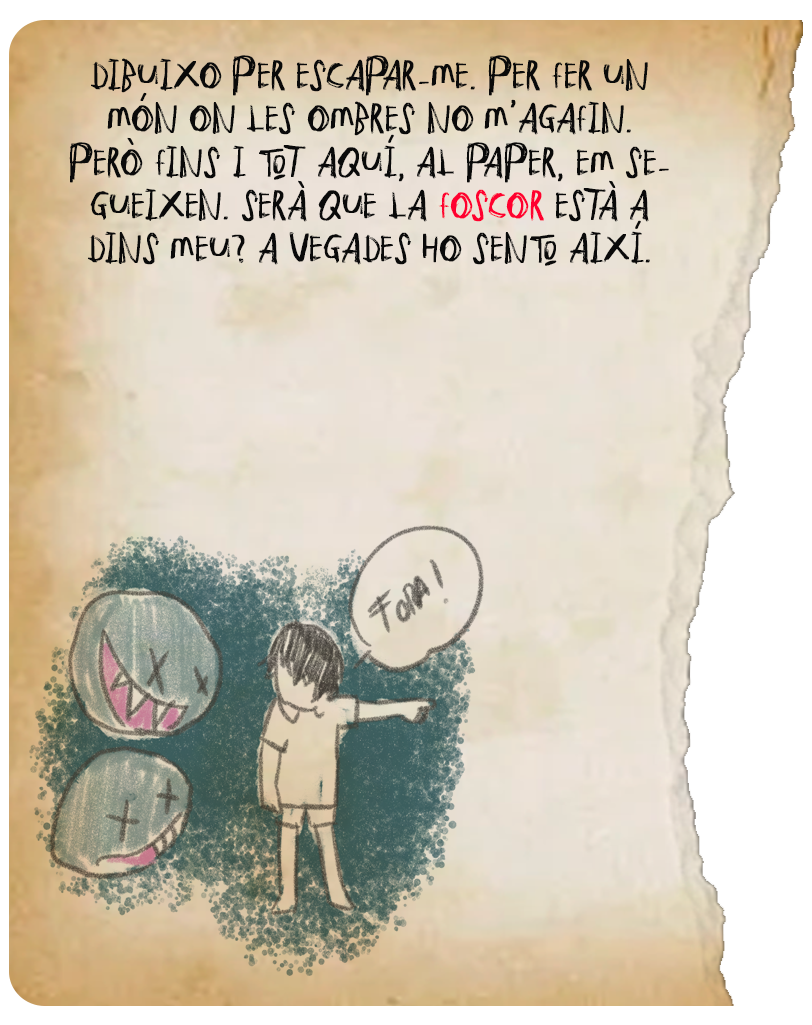 DIBUIXO PER ESCAPAR-ME. PER FER UN
MÓN ON LES OMBRES NO M'AGAFIN.
PERÒ FINS I TOT AQUÍ, AL PAPER, EM SE-
GUEIXEN. SERÀ QUE LA FOSCOR ESTÀ A
DINS MEU? A VEGADES HO SENTO AIXÍ.
FORA!